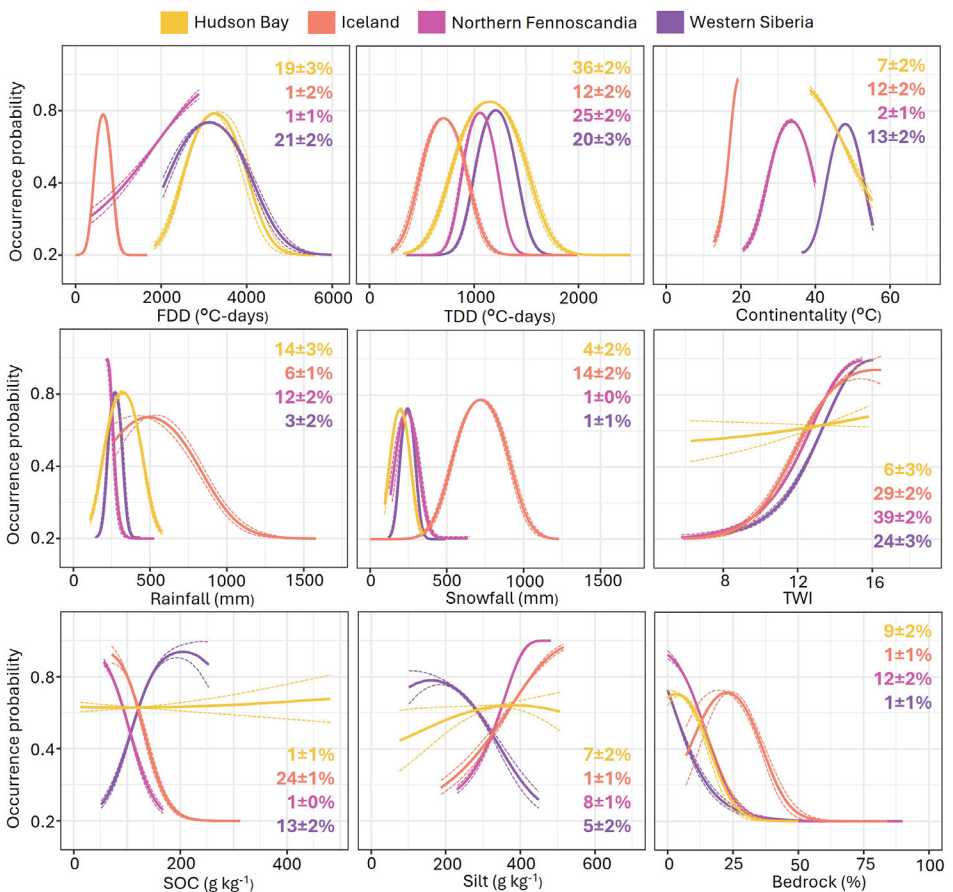 Hudson Bay Iceland Northern Fennoscandia Western Siberia
Occurrence probability
0.8
0.4
0.2
19±3%
1±2%
1±1%
21±2%
0 2000 4000 6000
FDD (°C-days)
36±2%
12±2%
25±2%
20±3%
0 1000 2000
TDD (°C-days)
7±2%
12±2%
2±1%
13±2%
0 20 40 60
Continentality (°C)
Occurrence probability
0.8
0.4
0.2
14±3%
6±1%
12±2%
3±2%
0 500 1000 1500
Rainfall (mm)
4±2%
14±2%
1±0%
1±1%
0 500 1000 1500
Snowfall (mm)
6±3%
29±2%
39±2%
24±3%
8 12 16
TWI
Occurrence probability
0.8
0.4
0.2
1±1%
24±1%
1±0%
13±2%
0 200 400
SOC (g kg⁻¹)
7±2%
1±1%
8±1%
5±2%
0 200 400 600
Silt (g kg⁻¹)
9±2%
1±1%
12±2%
1±1%
0 25 50 75 100
Bedrock (%)